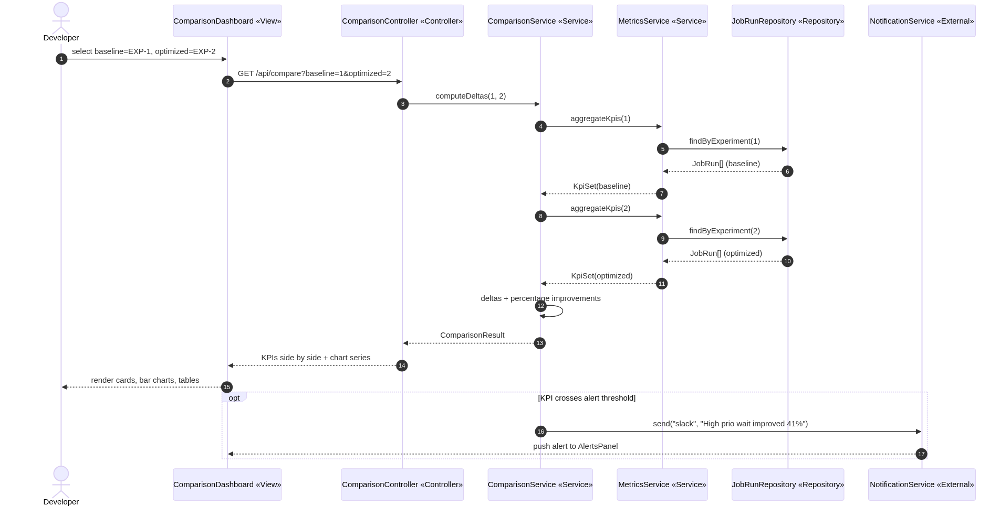 Developer
ComparisonDashboard «View»
ComparisonController «Controller»
ComparisonService «Service»
MetricsService «Service»
JobRunRepository «Repository»
NotificationService «External»
1 select baseline=EXP-1, optimized=EXP-2
2 GET /api/compare?baseline=1&optimized=2
3 computeDeltas(1, 2)
4 aggregateKpis(1)
5 findByExperiment(1)
6 JobRun[] (baseline)
7 KpiSet(baseline)
8 aggregateKpis(2)
9 findByExperiment(2)
10 JobRun[] (optimized)
11 KpiSet(optimized)
12 deltas + percentage improvements
13 ComparisonResult
14 KPIs side by side + chart series
15 render cards, bar charts, tables
opt [KPI crosses alert threshold]
16 send("slack", "High prio wait improved 41%")
17 push alert to AlertsPanel
Developer
ComparisonDashboard «View»
ComparisonController «Controller»
ComparisonService «Service»
MetricsService «Service»
JobRunRepository «Repository»
NotificationService «External»